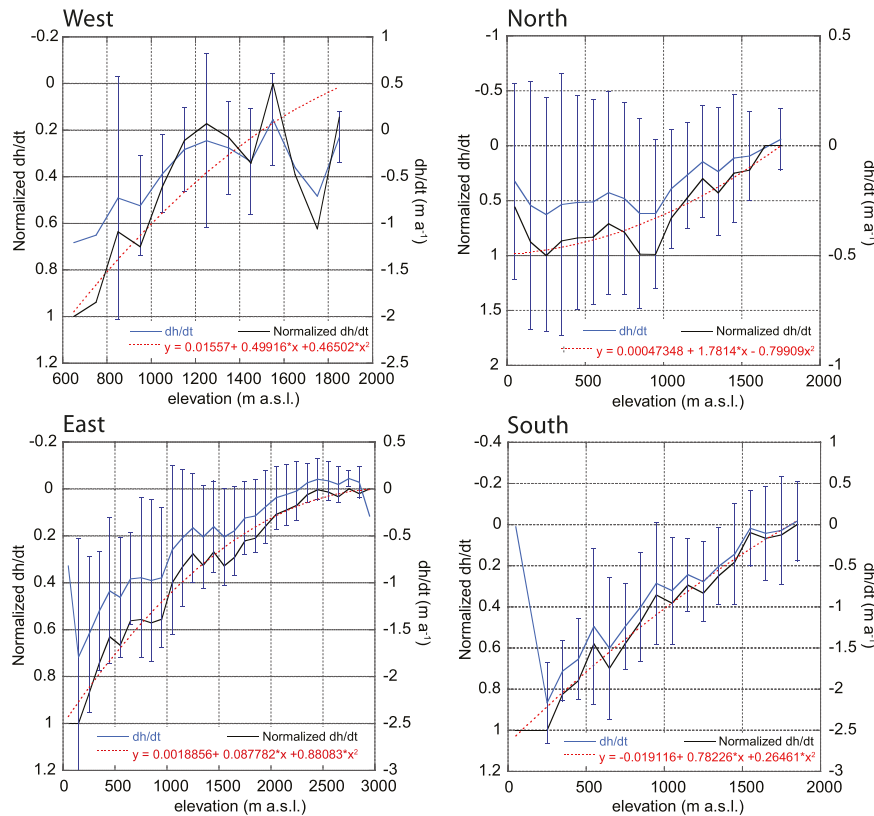 West
-0.2
0
0.2
0.4
0.6
0.8
1
1.2
Normalized dh/dt
1
0.5
0
-0.5
-1
-1.5
-2
-2.5
dh/dt (m a⁻¹)
dh/dt
Normalized dh/dt
y = 0.01557+ 0.49916*x +0.46502*x²
600 800 1000 1200 1400 1600 1800 2000
elevation (m a.s.l.)
North
-1
-0.5
0
0.5
1
1.5
2
Normalized dh/dt
0.5
0
-0.5
-1
dh/dt (m a⁻¹)
dh/dt
Normalized dh/dt
y = 0.00047348 + 1.7814*x - 0.79909x²
0 500 1000 1500 2000
elevation (m a.s.l.)
East
-0.2
0
0.2
0.4
0.6
0.8
1
1.2
Normalized dh/dt
0.5
0
-0.5
-1
-1.5
-2
-2.5
-3
dh/dt (m a⁻¹)
dh/dt
Normalized dh/dt
y = 0.0018856+ 0.087782*x +0.88083*x²
0 500 1000 1500 2000 2500 3000
elevation (m a.s.l.)
South
-0.4
-0.2
0
0.2
0.4
0.6
0.8
1
1.2
Normalized dh/dt
1
0.5
0
-0.5
-1
-1.5
-2
-2.5
-3
dh/dt (m a⁻¹)
dh/dt
Normalized dh/dt
y = -0.019116+ 0.78226*x +0.26461*x²
0 500 1000 1500 2000
elevation (m a.s.l.)